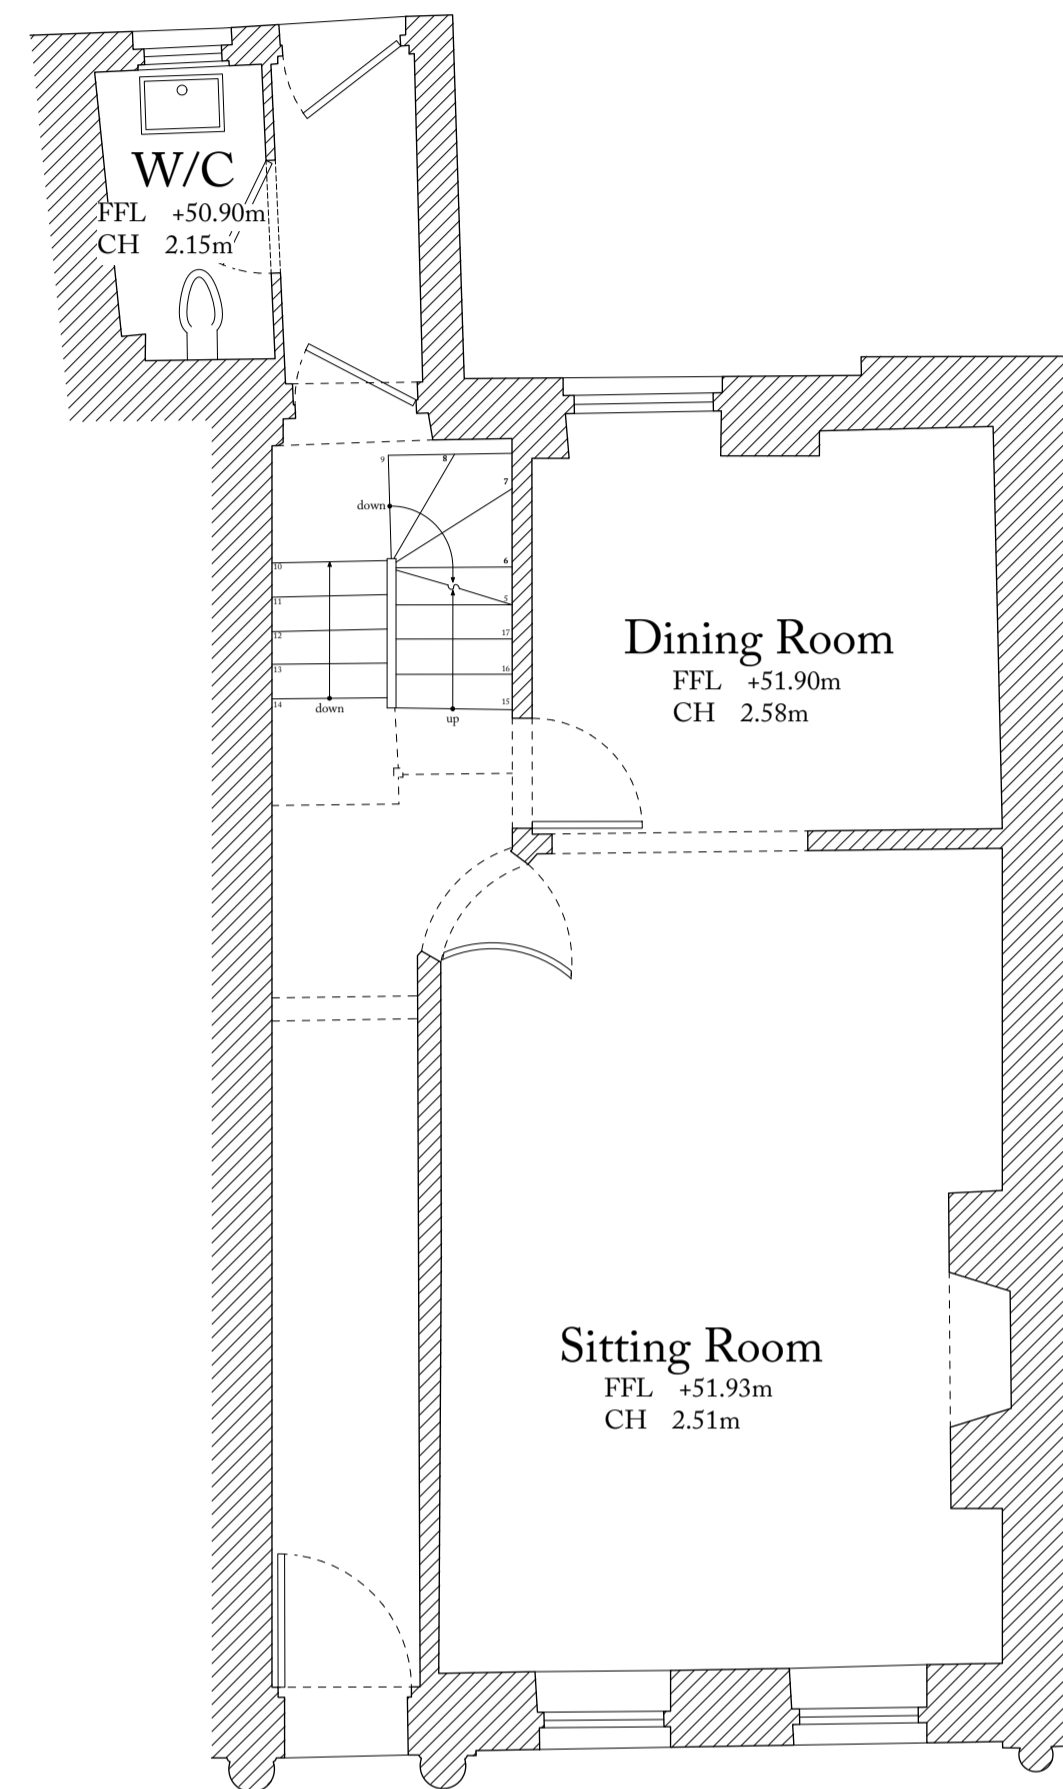 W/C
FFL +50.90m
CH 2.15m
9
8
7
down
6
10
5
11
17
12
16
13
15
14
down
up
Dining Room
FFL +51.90m
CH 2.58m
Sitting Room
FFL +51.93m
CH 2.51m